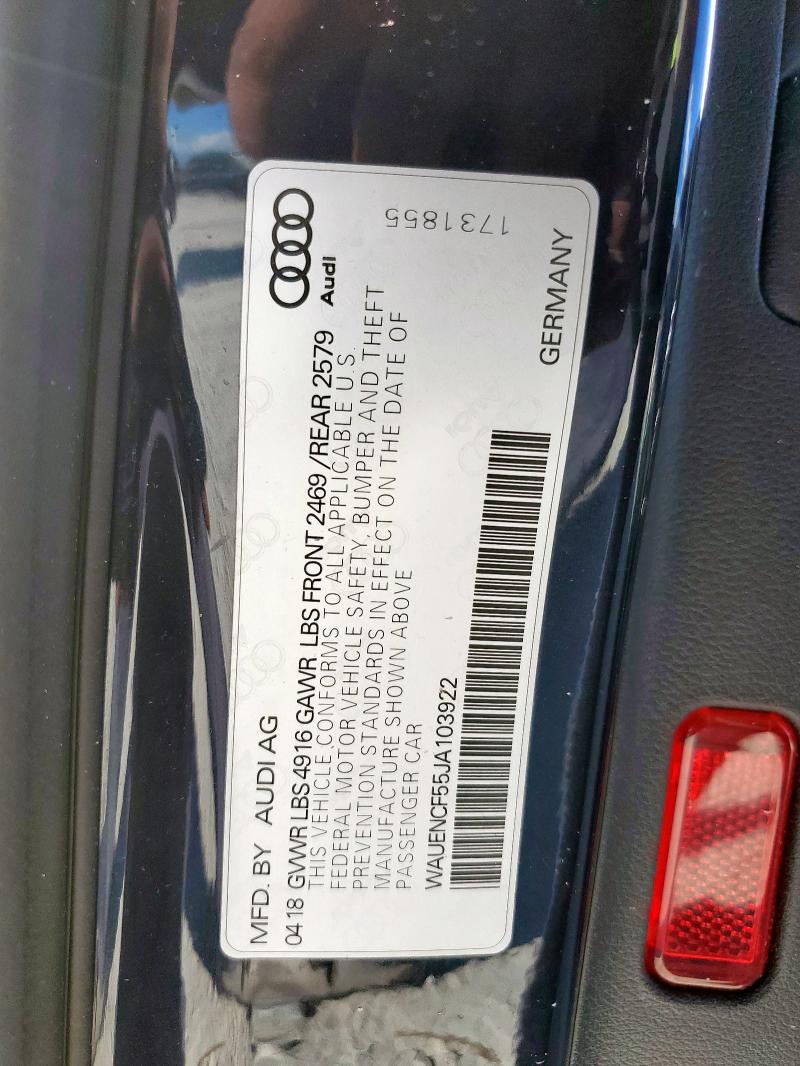 MFD. BY AUDI AG
Audi
0418 GVWR LBS 4916 GAWR LBS FRONT 2469 /REAR 2579
THIS VEHICLE CONFORMS TO ALL APPLICABLE U.S.
FEDERAL MOTOR VEHICLE SAFETY, BUMPER AND THEFT
PREVENTION STANDARDS IN EFFECT ON THE DATE OF
MANUFACTURE SHOWN ABOVE
PASSENGER CAR
WAUENCF55JA103922
GERMANY
1731855